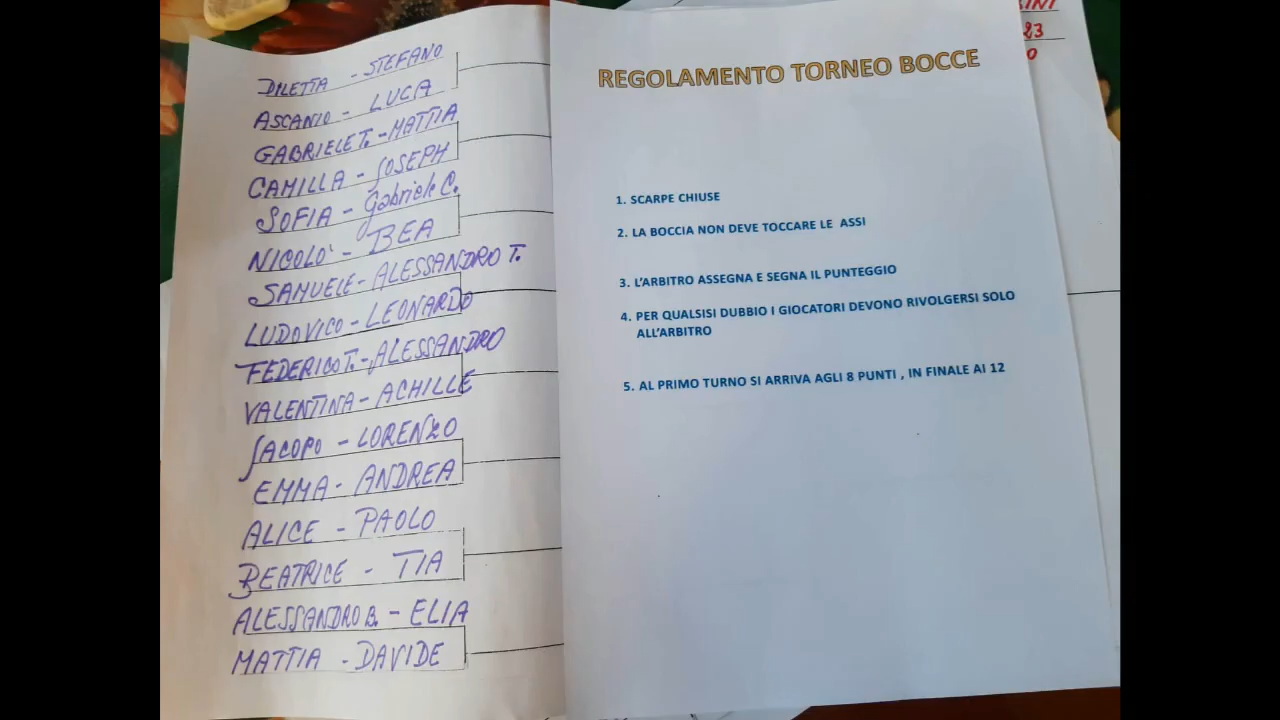 DILETTA - STEFANO
ASCANIO - LUCA
GABRIELE T. - MATTIA
CAMILLA - JOSEPH
SOFIA - Gabriele C.
NICOLO' - BEA
SAMUELE - ALESSANDRO T.
LUDOVICO - LEONARDO
FEDERICO T. - ALESSANDRO
VALENTINA - ACHILLE
JACOPO - LORENZO
EMMA - ANDREA
ALICE - PAOLO
BEATRICE - TIA
ALESSANDRO B. - ELIA
MATTIA - DAVIDE
REGOLAMENTO TORNEO BOCCE
1. SCARPE CHIUSE
2. LA BOCCIA NON DEVE TOCCARE LE ASSI
3. L'ARBITRO ASSEGNA E SEGNA IL PUNTEGGIO
4. PER QUALSISI DUBBIO I GIOCATORI DEVONO RIVOLGERSI SOLO
ALL'ARBITRO
5. AL PRIMO TURNO SI ARRIVA AGLI 8 PUNTI , IN FINALE AI 12
23